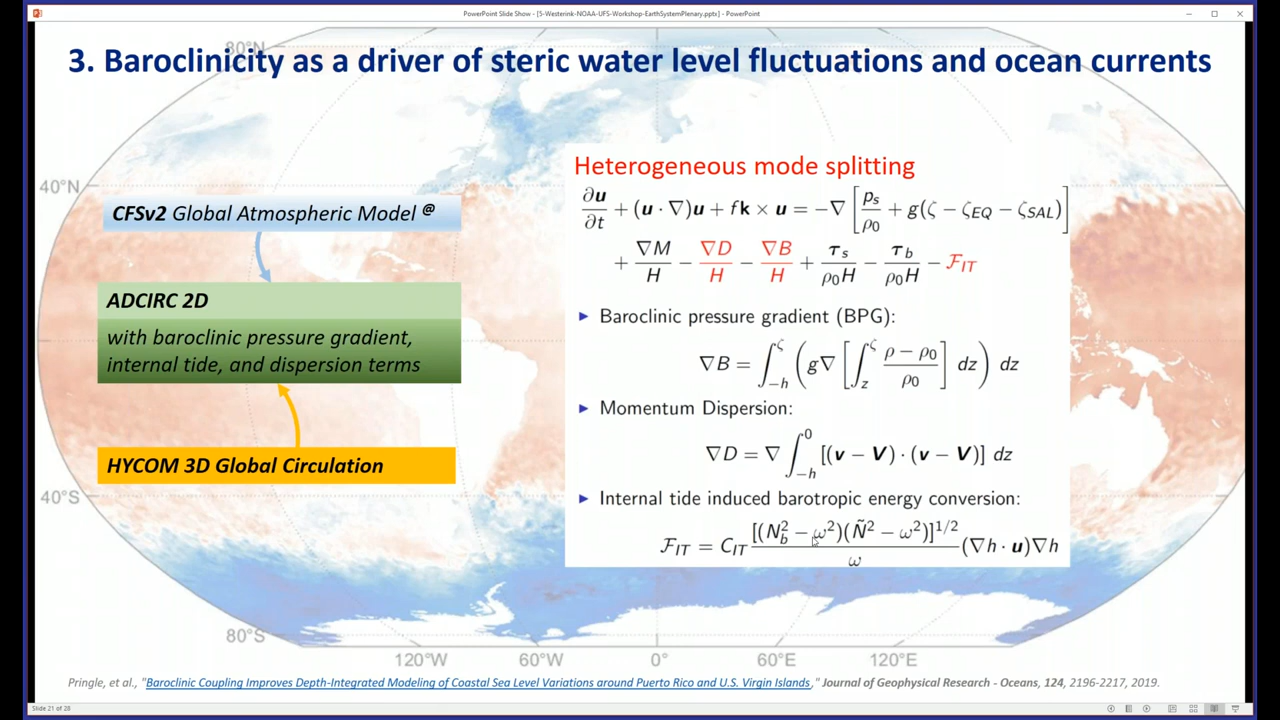 PowerPoint Slide Show - [5-Westerink-NOAA-UFS-Workshop-EarthSystemPlenary.pptx] - PowerPoint
3. Baroclinicity as a driver of steric water level fluctuations and ocean currents
80°N
40°N
40°S
80°S
120°W 60°W 0° 60°E 120°E
CFSv2 Global Atmospheric Model @
ADCIRC 2D
with baroclinic pressure gradient,
internal tide, and dispersion terms
HYCOM 3D Global Circulation
Heterogeneous mode splitting
∂u/∂t + (u · ∇)u + fk × u = −∇ [p_s/ρ_0 + g(ζ − ζ_EQ − ζ_SAL)]
+ ∇M/H − ∇D/H − ∇B/H + τ_s/ρ_0H − τ_b/ρ_0H − F_IT
▶ Baroclinic pressure gradient (BPG):
∇B = ∫_{−h}^{ζ} (g∇ [∫_z^ζ (ρ − ρ_0)/ρ_0] dz) dz
▶ Momentum Dispersion:
∇D = ∇ ∫_{−h}^{0} [(v − V) · (v − V)] dz
▶ Internal tide induced barotropic energy conversion:
F_IT = C_IT [(N_b^2 − ω^2)(Ñ^2 − ω^2)]^{1/2}/ω (∇h · u)∇h
Pringle, et al., "Baroclinic Coupling Improves Depth-Integrated Modeling of Coastal Sea Level Variations around Puerto Rico and U.S. Virgin Islands," Journal of Geophysical Research - Oceans, 124, 2196-2217, 2019.
Slide 21 of 28